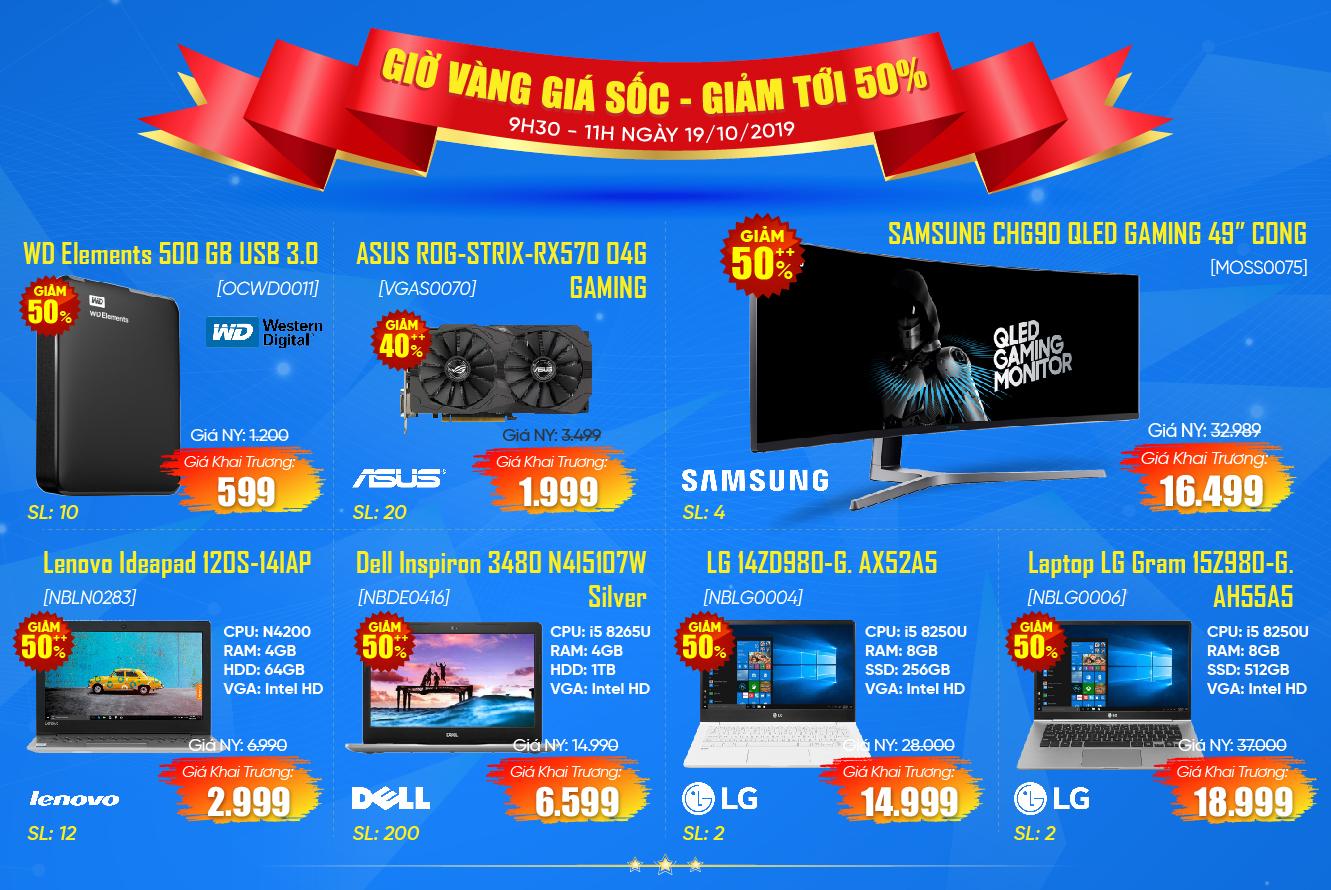 GIỜ VÀNG GIÁ SỐC - GIẢM TỚI 50%
9H30 - 11H NGÀY 19/10/2019
WD Elements 500 GB USB 3.0
[OCWD0011]
GIẢM
50%
WD
WD Elements
WD Western
Digital
Giá NY: 1.200
Giá Khai Trương:
599
SL: 10
ASUS ROG-STRIX-RX570 04G
GAMING
[VGAS0070]
GIẢM
40++%
ASUS
Giá NY: 3.499
ASUS
Giá Khai Trương:
1.999
SL: 20
SAMSUNG CHG90 QLED GAMING 49” CONG
[MOSS0075]
GIẢM
50++%
QLED
GAMING
MONITOR
Giá NY: 32.989
SAMSUNG
Giá Khai Trương:
16.499
SL: 4
Lenovo Ideapad 120S-14IAP
[NBLN0283]
GIẢM
50++%
CPU: N4200
RAM: 4GB
HDD: 64GB
VGA: Intel HD
Giá NY: 6.990
Giá Khai Trương:
2.999
lenovo
SL: 12
Dell Inspiron 3480 N4I5107W
Silver
[NBDE0416]
GIẢM
50++%
CPU: i5 8265U
RAM: 4GB
HDD: 1TB
VGA: Intel HD
DELL
Giá NY: 14.990
Giá Khai Trương:
6.599
DELL
SL: 200
LG 14ZD980-G. AX52A5
[NBLG0004]
GIẢM
50%
CPU: i5 8250U
RAM: 8GB
SSD: 256GB
VGA: Intel HD
LG
Giá NY: 28.000
Giá Khai Trương:
14.999
LG
SL: 2
Laptop LG Gram 15Z980-G.
AH55A5
[NBLG0006]
GIẢM
50%
CPU: i5 8250U
RAM: 8GB
SSD: 512GB
VGA: Intel HD
LG
Giá NY: 37.000
Giá Khai Trương:
18.999
LG
SL: 2